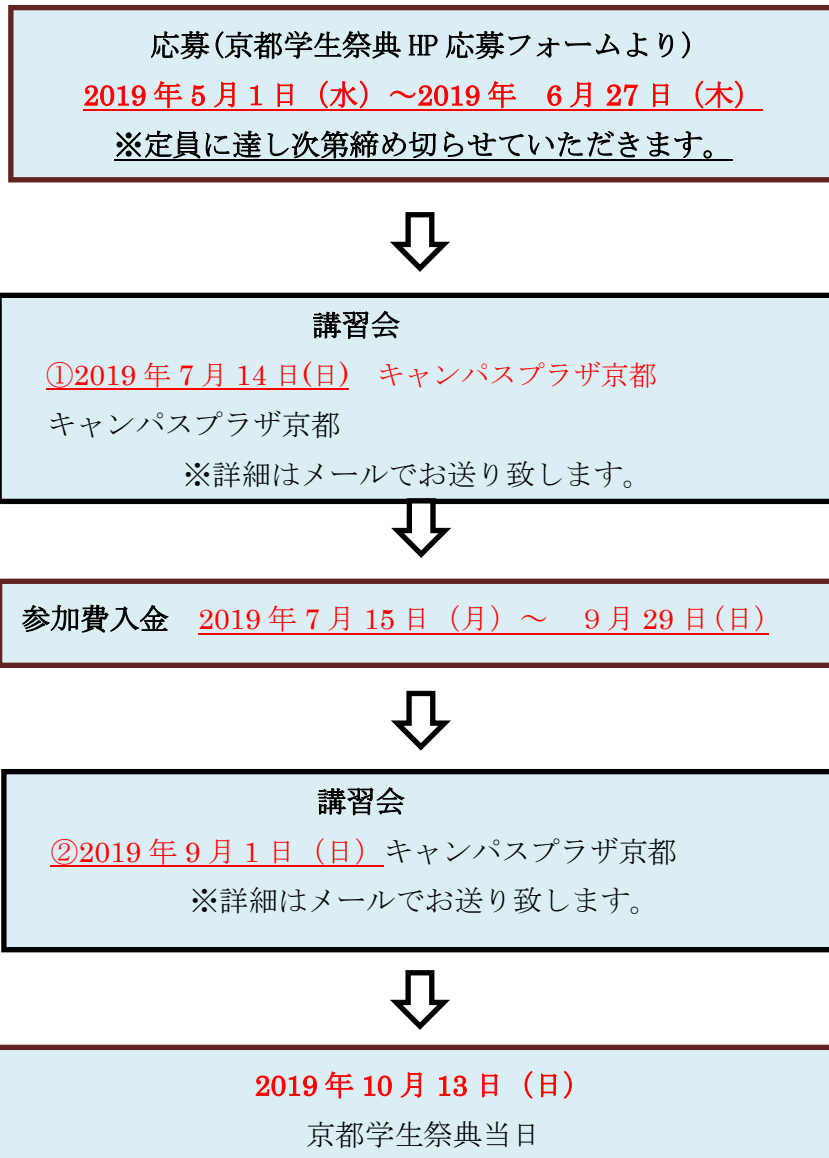 応募(京都学生祭典 HP 応募フォームより)
2019 年 5 月 1 日（水）～2019 年　6 月 27 日（木）
※定員に達し次第締め切らせていただきます。
講習会
①2019 年 7 月 14 日(日)　キャンパスプラザ京都
キャンパスプラザ京都
※詳細はメールでお送り致します。
参加費入金　2019 年 7 月 15 日（月）～　９月 29 日(日)
講習会
②2019 年 9 月 1 日（日）キャンパスプラザ京都
※詳細はメールでお送り致します。
2019 年 10 月 13 日（日）
京都学生祭典当日